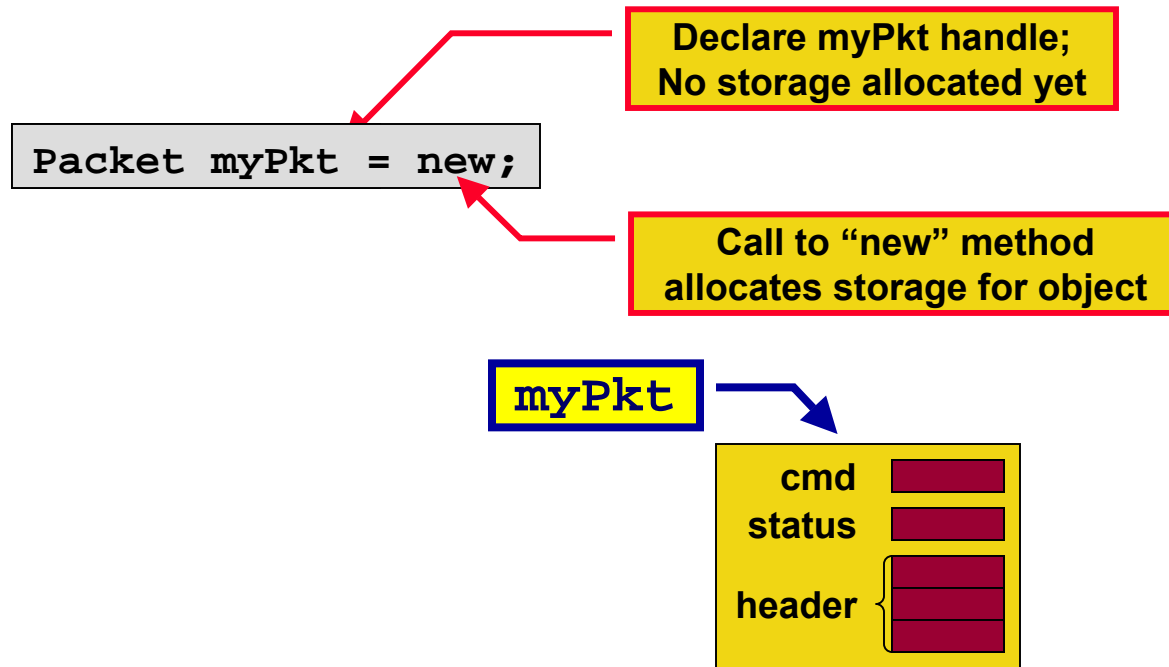 Declare myPkt handle;
No storage allocated yet
Packet myPkt = new;
Call to “new” method
allocates storage for object
myPkt
cmd
status
header